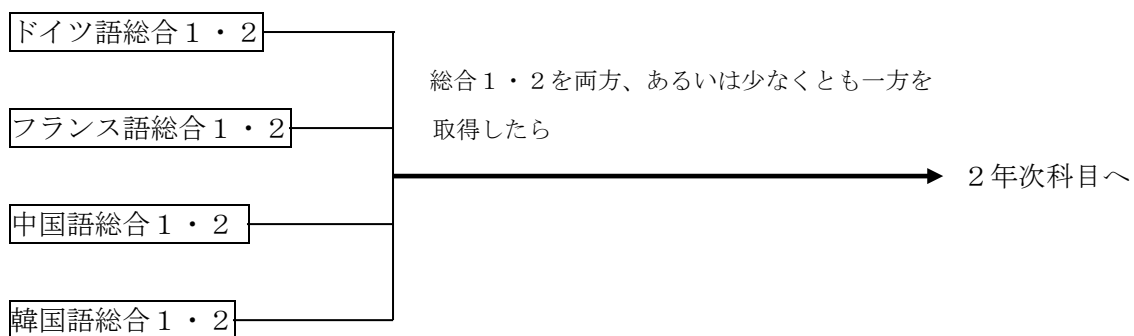 ドイツ語総合１・２
総合１・２を両方、あるいは少なくとも一方を
フランス語総合１・２
取得したら
２年次科目へ
中国語総合１・２
韓国語総合１・２